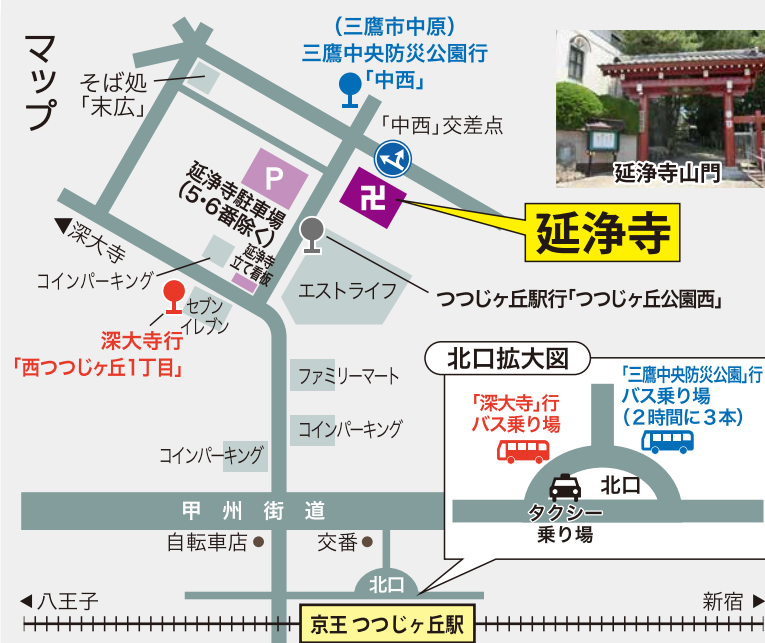 マップ
(三鷹市中原)
三鷹中央防災公園行
「中西」
そば処
「末広」
「中西」交差点
延浄寺山門
P
延浄寺駐車場
(5・6番除く)
卍
延浄寺
▼深大寺
コインパーキング
延浄寺
立て看板
エストライフ
つつじヶ丘駅行「つつじヶ丘公園西」
セブン
イレブン
深大寺行
「西つつじヶ丘1丁目」
北口拡大図
「三鷹中央防災公園」行
バス乗り場
(2時間に3本)
「深大寺」行
バス乗り場
北口
タクシー
乗り場
ファミリーマート
コインパーキング
コインパーキング
甲州街道
自転車店
交番
北口
◀八王子
新宿▶
京王 つつじヶ丘駅